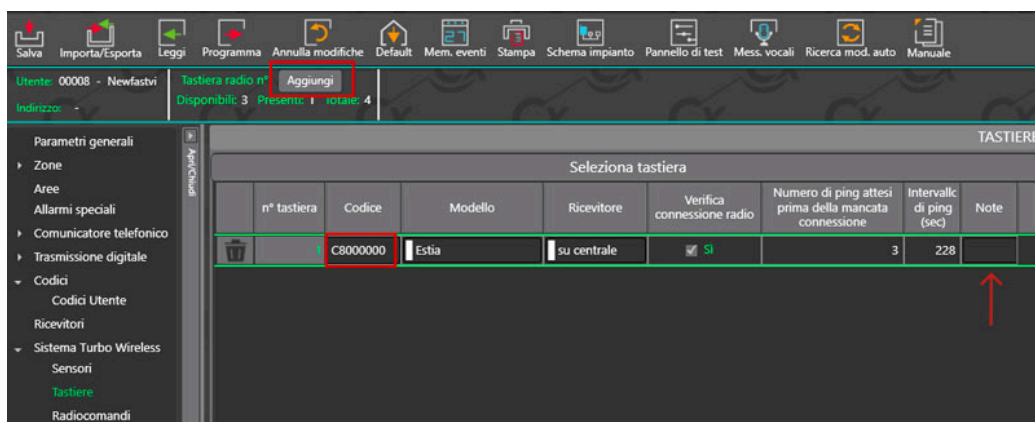 Salva Importa/Esporta Leggi Programma Annulla modifiche Default Mem. eventi Stampa Schema impianto Pannello di test Mess. vocali Ricerca mod. auto Manuale
Utente: 00008 - Newfastvi
Indirizzo: -
Tastiera radio n° Aggiungi
Disponibili: 3 Presenti: 1 Totale: 4
Parametri generali
Zone
Aree
Allarmi speciali
Comunicatore telefonico
Trasmissione digitale
Codici
Codici Utente
Ricevitori
Sistema Turbo Wireless
Sensori
Tastiere
Radiocomandi
Apri/Chiudi
TASTIERE
Seleziona tastiera
n° tastiera Codice Modello Ricevitore Verifica connessione radio Numero di ping attesi prima della mancata connessione Intervallo di ping (sec) Note
1 C8000000 Estia su centrale Sì 3 228